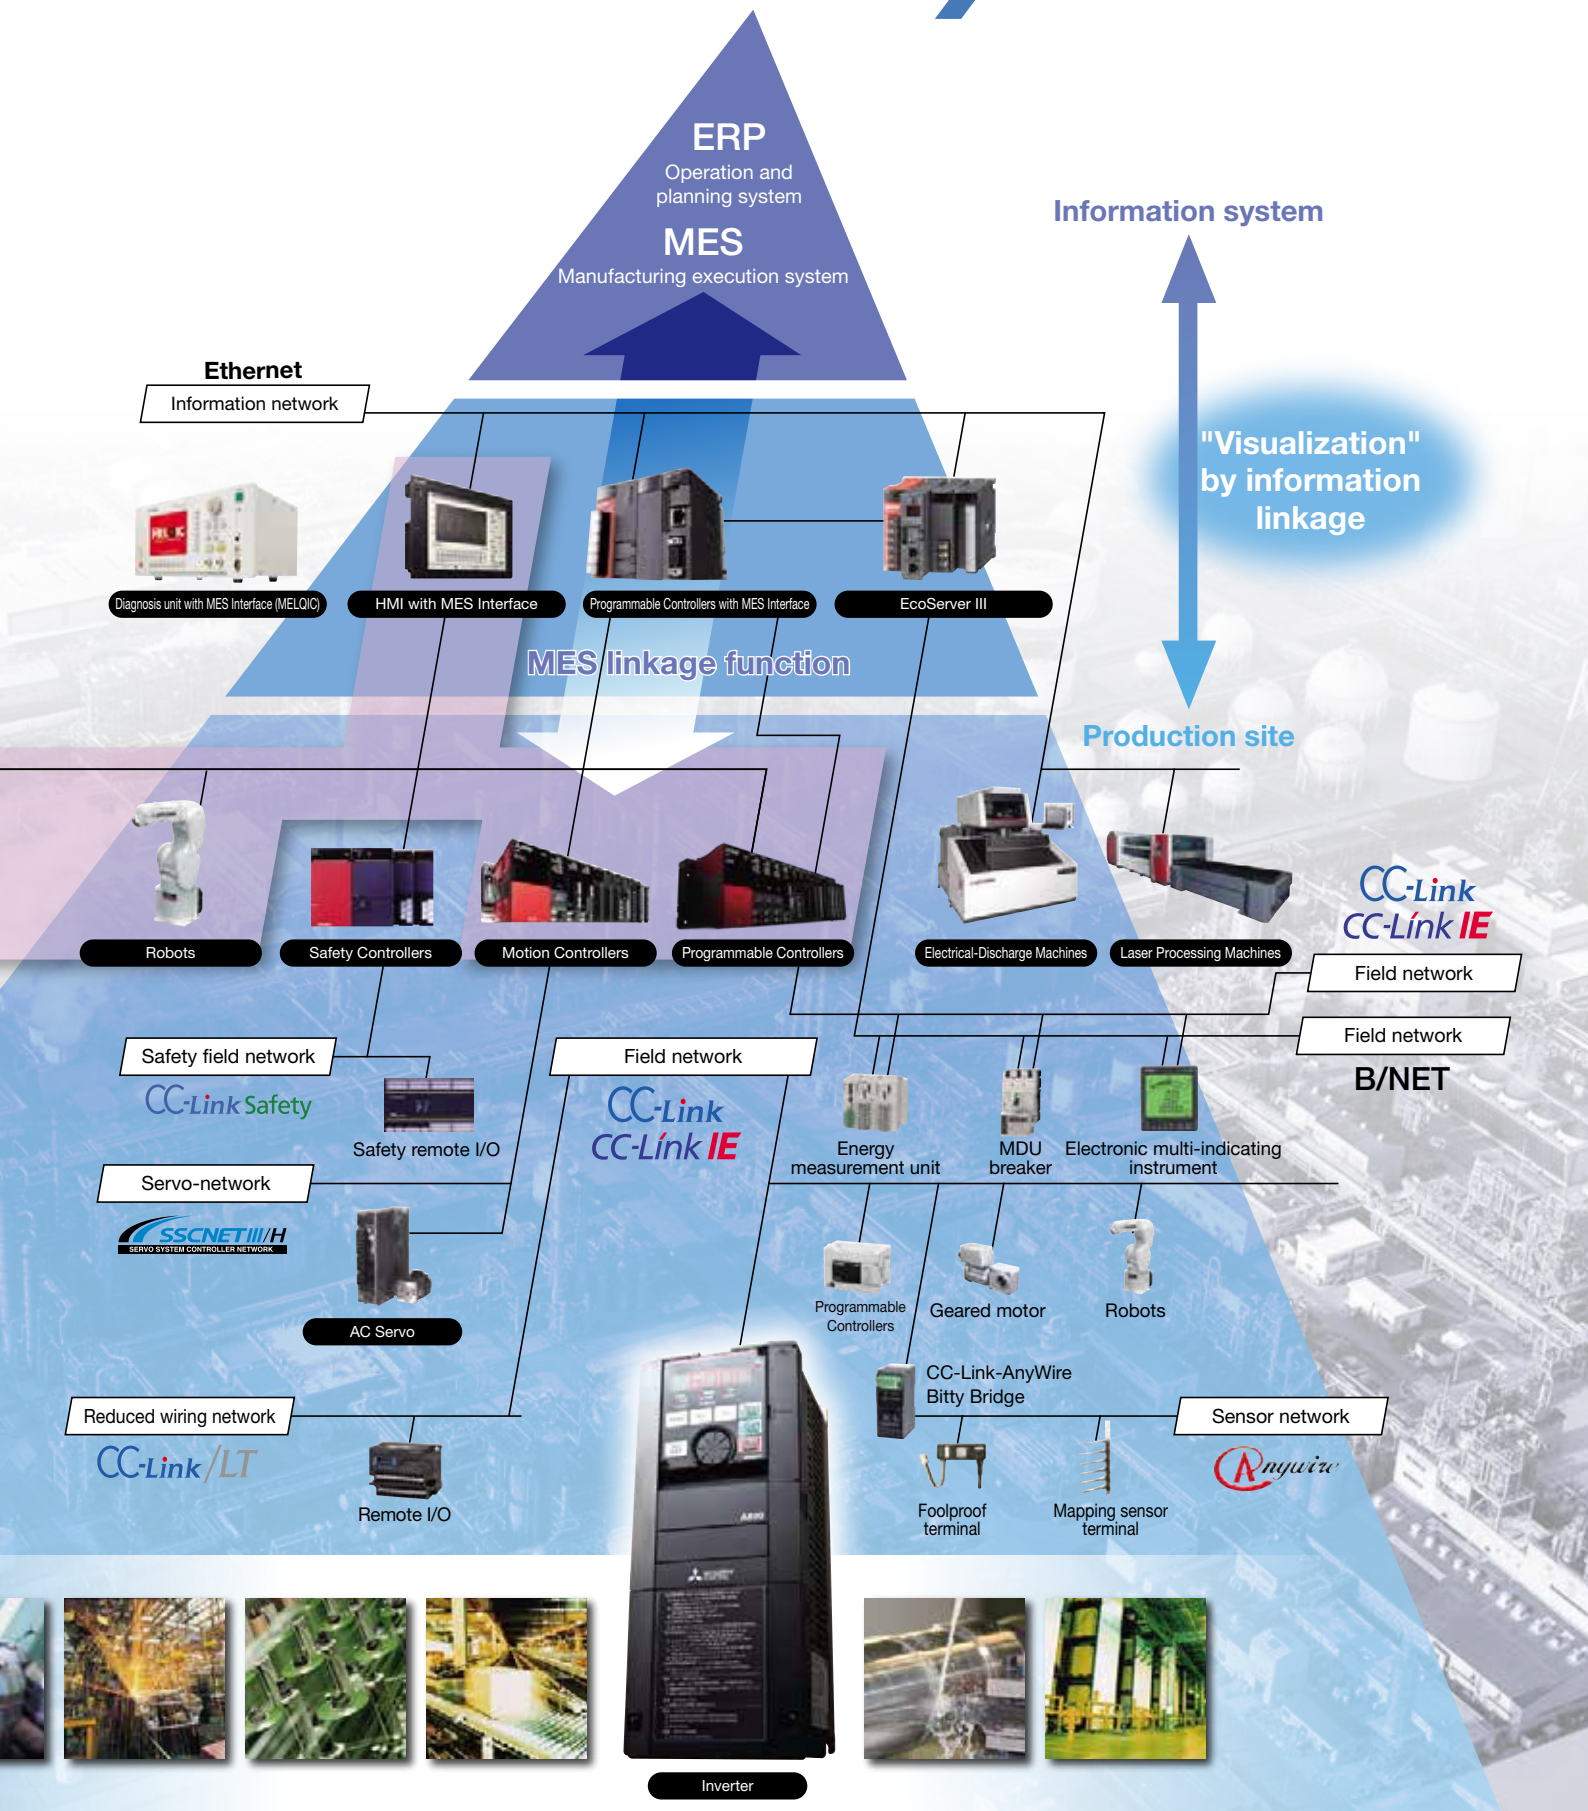 ERP
Operation and
planning system
MES
Manufacturing execution system
Information system
Ethernet
Information network
"Visualization"
by information
linkage
Diagnosis unit with MES Interface (MELQIC)
HMI with MES Interface
Programmable Controllers with MES Interface
EcoServer III
MES linkage function
Production site
Robots
Safety Controllers
Motion Controllers
Programmable Controllers
Electrical-Discharge Machines
Laser Processing Machines
CC-Link
CC-Link IE
Field network
Field network
B/NET
Safety field network
CC-Link Safety
Safety remote I/O
Field network
CC-Link
CC-Link IE
Energy
measurement unit
MDU
breaker
Electronic multi-indicating
instrument
Servo-network
SSCNETIII/H
SERVO SYSTEM CONTROLLER NETWORK
AC Servo
Programmable
Controllers
Geared motor
Robots
CC-Link-AnyWire
Bitty Bridge
Reduced wiring network
CC-Link/LT
Remote I/O
Sensor network
Anywire
Foolproof
terminal
Mapping sensor
terminal
A800
Inverter